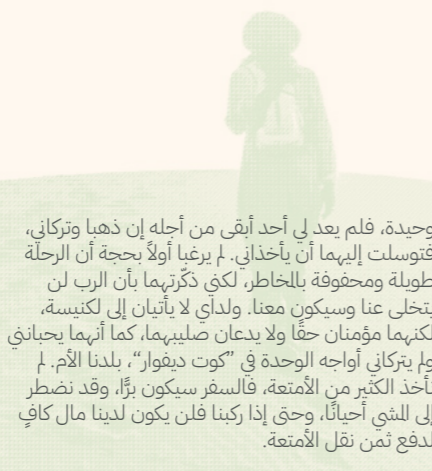 وحيدة، فلم يعد لي أحد أبقى من أجله إن ذهبا وتركاني،
فتوسلت إليهما أن يأخذاني. لم يرغبا أولاً بحجة أن الرحلة
طويلة ومحفوفة بالمخاطر، لكني ذكّرتهما بأن الرب لن
يتخلى عنا وسيكون معنا. ولداي لا يأتيان إلى لكنيسة،
لكنهما مؤمنان حقًا ولا يدعان صليبهما، كما أنهما يحبانني
ولم يتركاني أواجه الوحدة في ”كوت ديفوار“، بلدنا الأم. لم
نأخذ الكثير من الأمتعة، فالسفر سيكون برًّا، وقد نضطر
إلى المشي أحيانًا، وحتى إذا ركبنا فلن يكون لدينا مال كافٍ
لدفع ثمن نقل الأمتعة.